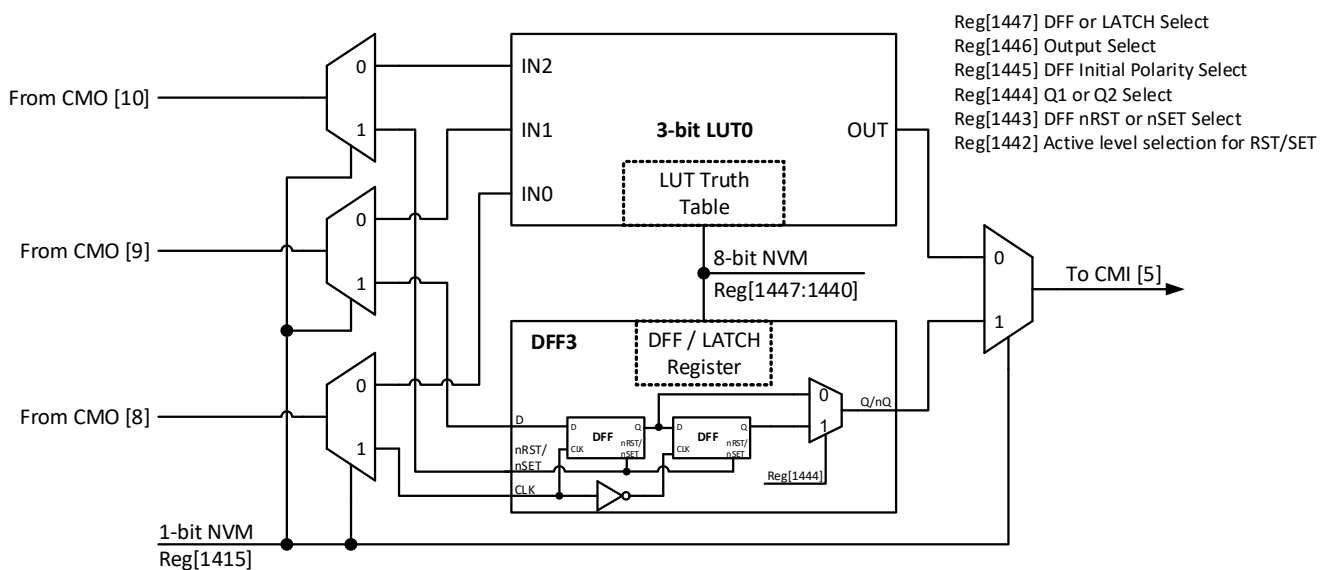 Reg[1447] DFF or LATCH Select
Reg[1446] Output Select
Reg[1445] DFF Initial Polarity Select
Reg[1444] Q1 or Q2 Select
Reg[1443] DFF nRST or nSET Select
Reg[1442] Active level selection for RST/SET
From CMO [10]
0
1
From CMO [9]
0
1
From CMO [8]
0
1
1-bit NVM
Reg[1415]
IN2
IN1
IN0
3-bit LUT0
OUT
LUT Truth
Table
8-bit NVM
Reg[1447:1440]
DFF3
DFF / LATCH
Register
D
nRST/
nSET
CLK
D
Q
DFF
CLK
nRST/
nSET
D
Q
DFF
CLK
nRST/
nSET
0
1
Reg[1444]
Q/nQ
0
1
To CMI [5]